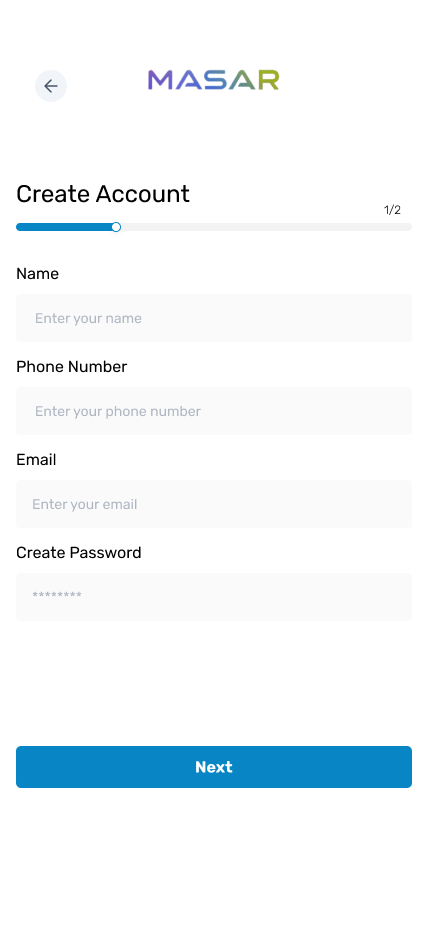 MASAR
Create Account
1/2
Name
Enter your name
Phone Number
Enter your phone number
Email
Enter your email
Create Password
********
Next